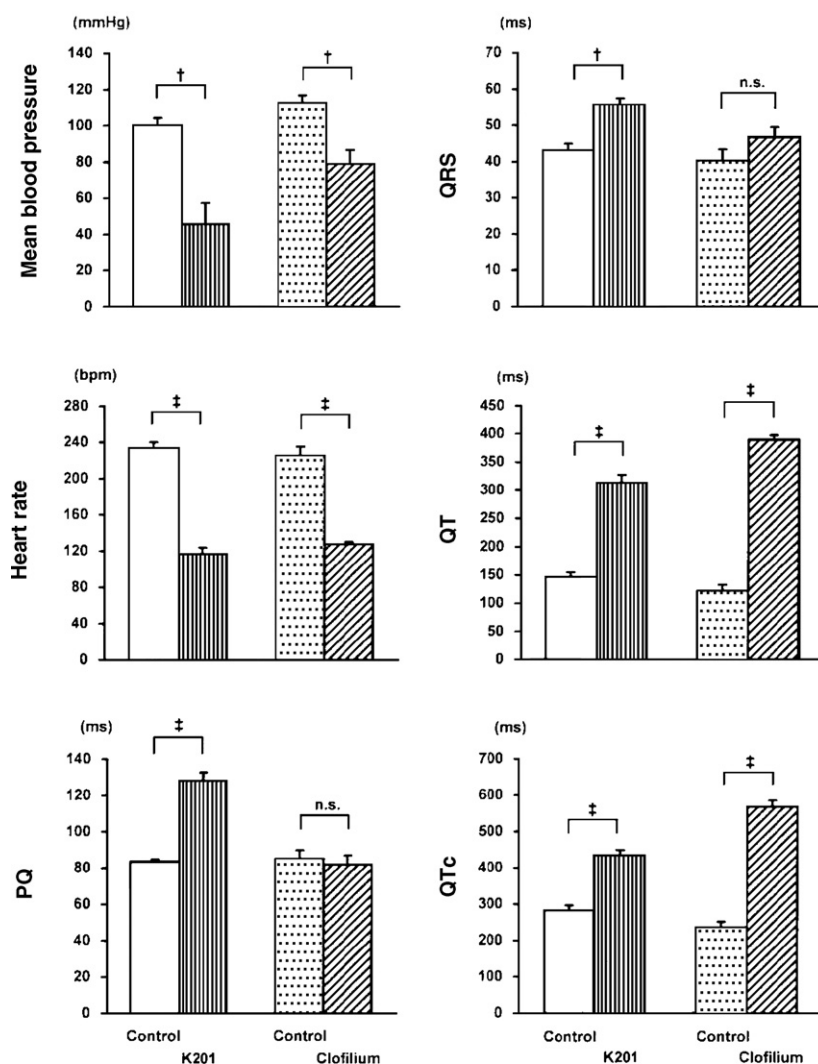 (mmHg)
Mean blood pressure
140
120
100
80
60
40
20
0
†
†
(ms)
QRS
70
60
50
40
30
20
10
0
†
n.s.
(bpm)
Heart rate
280
240
200
160
120
80
40
0
‡
‡
(ms)
QT
450
400
350
300
250
200
150
100
50
0
‡
‡
(ms)
PQ
140
120
100
80
60
40
20
0
‡
n.s.
Control
K201
Control
Clofilium
(ms)
QTc
700
600
500
400
300
200
100
0
‡
‡
Control
K201
Control
Clofilium